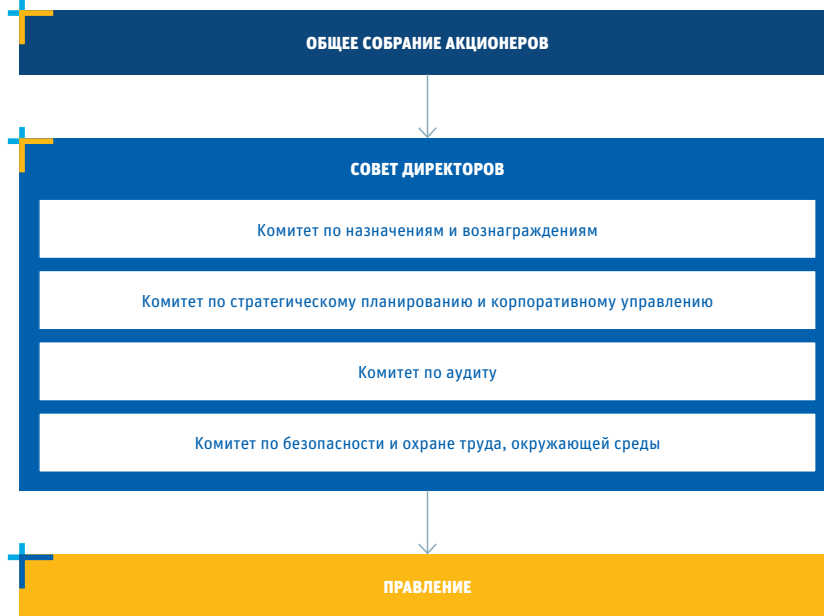 ОБЩЕЕ СОБРАНИЕ АКЦИОНЕРОВ
СОВЕТ ДИРЕКТОРОВ
Комитет по назначениям и вознаграждениям
Комитет по стратегическому планированию и корпоративному управлению
Комитет по аудиту
Комитет по безопасности и охране труда, окружающей среды
ПРАВЛЕНИЕ